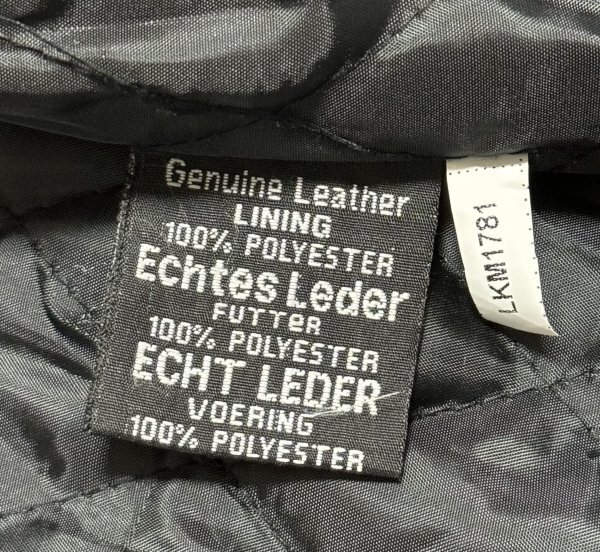 Genuine Leather
LINING
100% POLYESTER
Echtes Leder
FUTTER
100% POLYESTER
ECHT LEDER
VOERING
100% POLYESTER
LKM1781